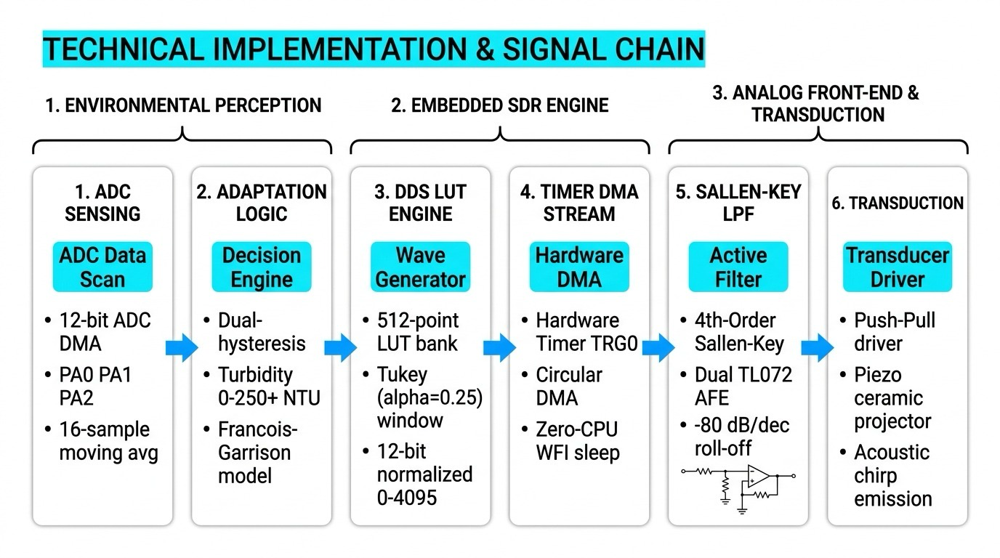 TECHNICAL IMPLEMENTATION & SIGNAL CHAIN
1. ENVIRONMENTAL PERCEPTION
2. EMBEDDED SDR ENGINE
3. ANALOG FRONT-END &
TRANSDUCTION
1. ADC
SENSING
ADC Data
Scan
• 12-bit ADC
DMA
• PA0 PA1
PA2
• 16-sample
moving avg
2. ADAPTATION
LOGIC
Decision
Engine
• Dual-
hysteresis
• Turbidity
0-250+ NTU
• Francois-
Garrison
model
3. DDS LUT
ENGINE
Wave
Generator
• 512-point
LUT bank
• Tukey
(alpha=0.25)
window
• 12-bit
normalized
0-4095
4. TIMER DMA
STREAM
Hardware
DMA
• Hardware
Timer TRG0
• Circular
DMA
• Zero-CPU
WFI sleep
5. SALLEN-KEY
LPF
Active
Filter
• 4th-Order
Sallen-Key
• Dual TL072
AFE
• -80 dB/dec
roll-off
6. TRANSDUCTION
Transducer
Driver
• Push-Pull
driver
• Piezo
ceramic
projector
• Acoustic
chirp
emission